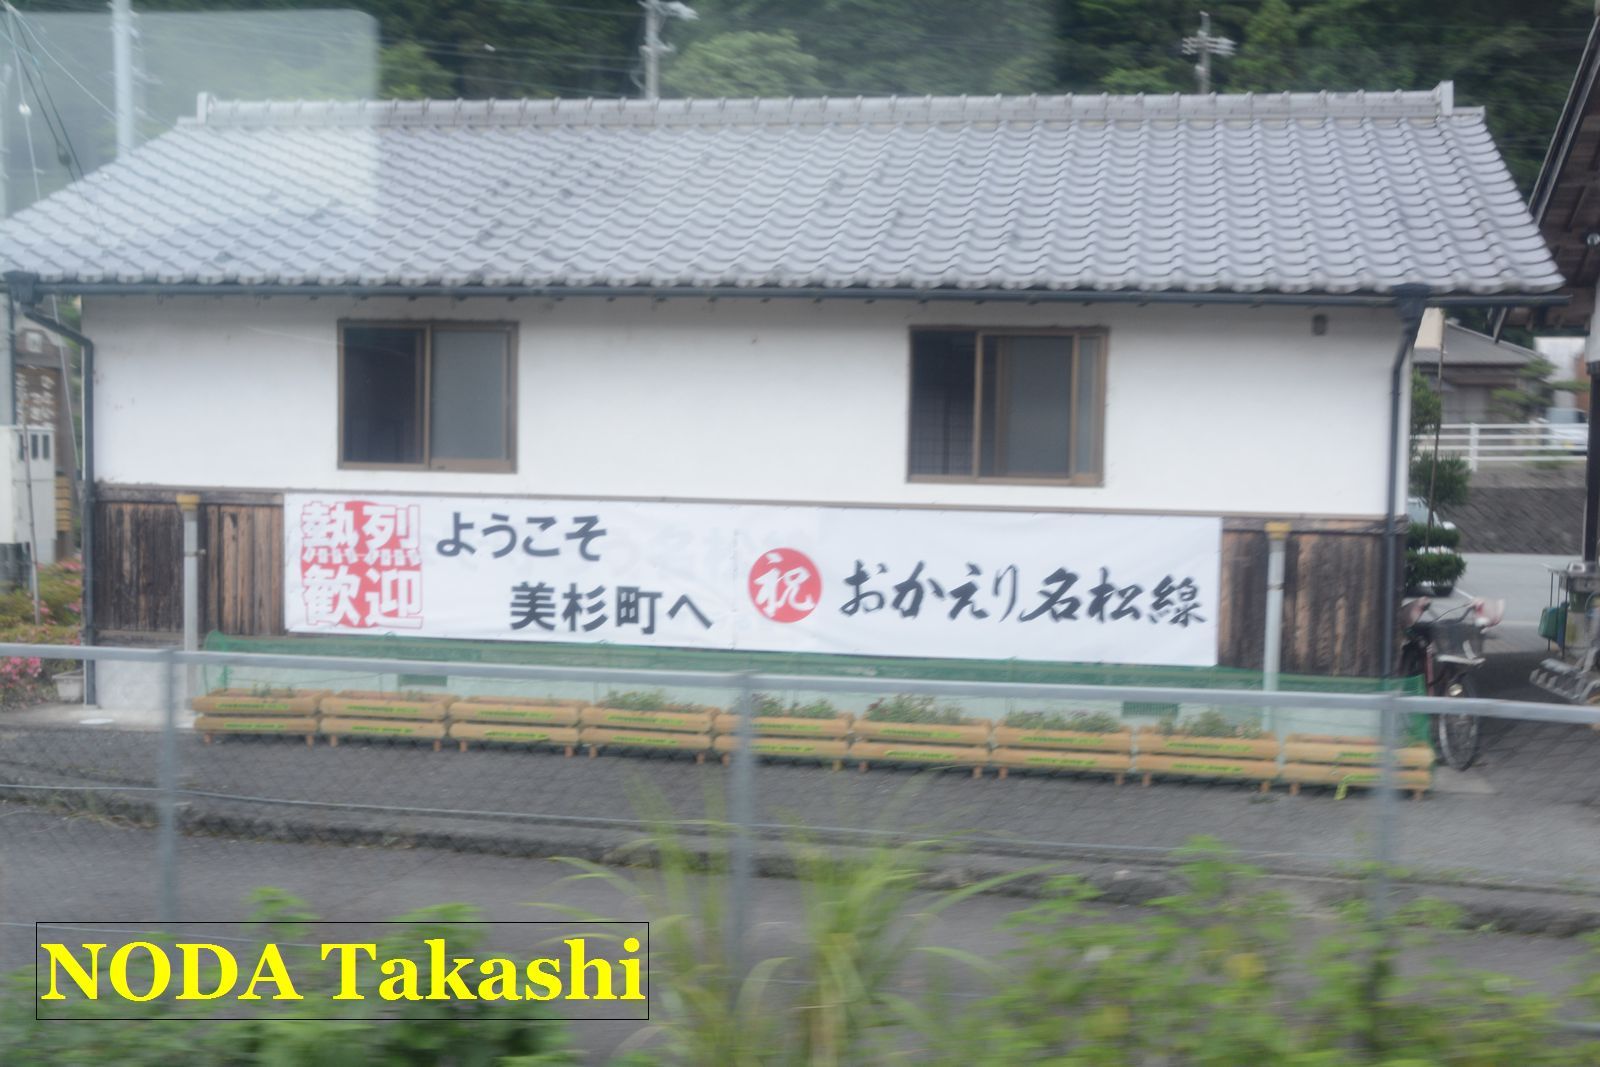 熱烈
歓迎
ようこそ
美杉町へ
祝 おかえり名松線
NODA Takashi